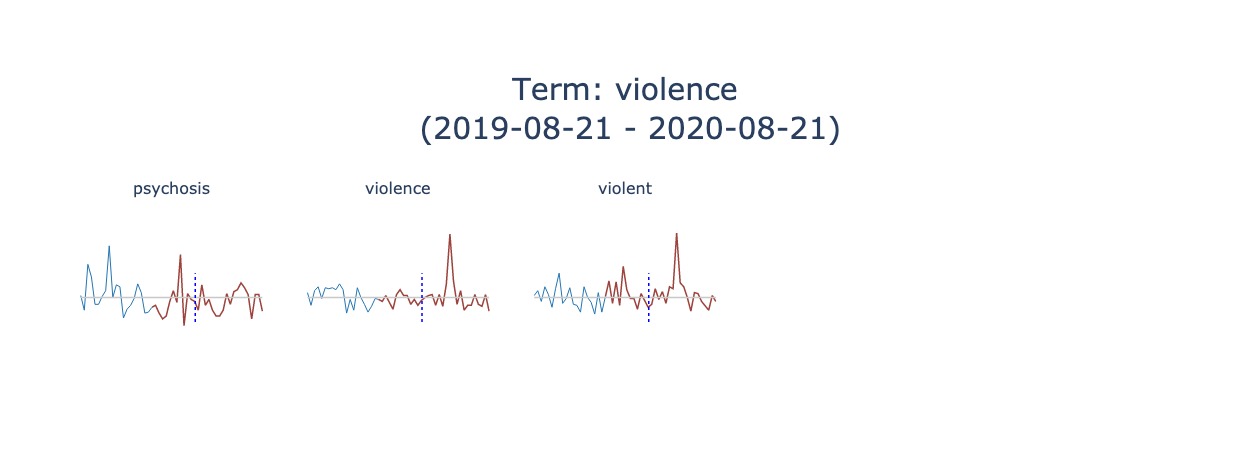 Term: violence
(2019-08-21 - 2020-08-21)
psychosis
violence
violent